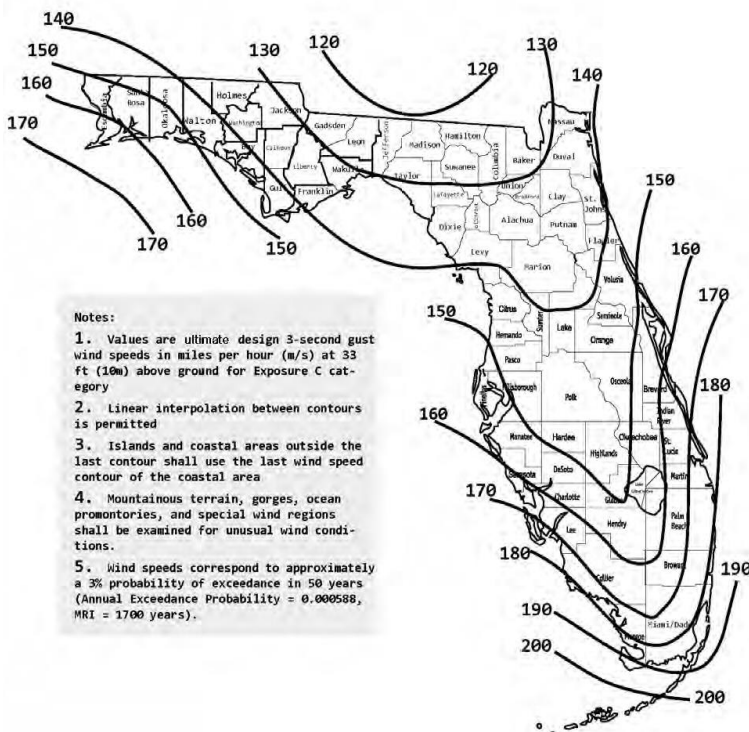 140
150
160
170
130
120
120
130
140
150
160
170
180
190
200
170
160
150
150
160
170
180
190
200
Escambia
Santa Rosa
Okaloosa
Walton
Holmes
Washington
Bay
Jackson
Calhoun
Gulf
Liberty
Gadsden
Leon
Wakulla
Franklin
Jefferson
Madison
Taylor
Hamilton
Suwanee
Lafayette
Columbia
Dixie
Baker
Union
Bradford
Nassau
Duval
Clay
St. Johns
Alachua
Putnam
Flagler
Levy
Marion
Volusia
Citrus
Sumter
Lake
Seminole
Hernando
Orange
Pasco
Hillsborough
Polk
Osceola
Brevard
Indian River
Manatee
Hardee
Highlands
Okeechobee
St. Lucie
Sarasota
DeSoto
Martin
Charlotte
Glades
Lee
Hendry
Palm Beach
Collier
Broward
Monroe
Miami/Dade
Notes:
1. Values are ultimate design 3-second gust
wind speeds in miles per hour (m/s) at 33
ft (10m) above ground for Exposure C cat-
egory
2. Linear interpolation between contours
is permitted
3. Islands and coastal areas outside the
last contour shall use the last wind speed
contour of the coastal area
4. Mountainous terrain, gorges, ocean
promontories, and special wind regions
shall be examined for unusual wind condi-
tions.
5. Wind speeds correspond to approximately
a 3% probability of exceedance in 50 years
(Annual Exceedance Probability = 0.000588,
MRI = 1700 years).